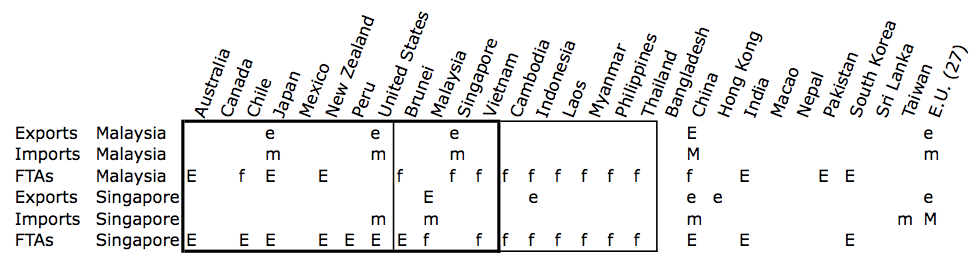 Australia Canada Chile Japan Mexico New Zealand Peru United States Brunei Malaysia Singapore Vietnam Cambodia Indonesia Laos Myanmar Philippines Thailand Bangladesh China Hong Kong India Macao Nepal Pakistan South Korea Sri Lanka Taiwan E.U. (27)
Exports Malaysia e e e E e
Imports Malaysia m m m M m
FTAs Malaysia E f E E f f f f f f f f f f E E E
Exports Singapore E e e e e
Imports Singapore m m m m M
FTAs Singapore E E E E E E E f f f f f f f f E E E